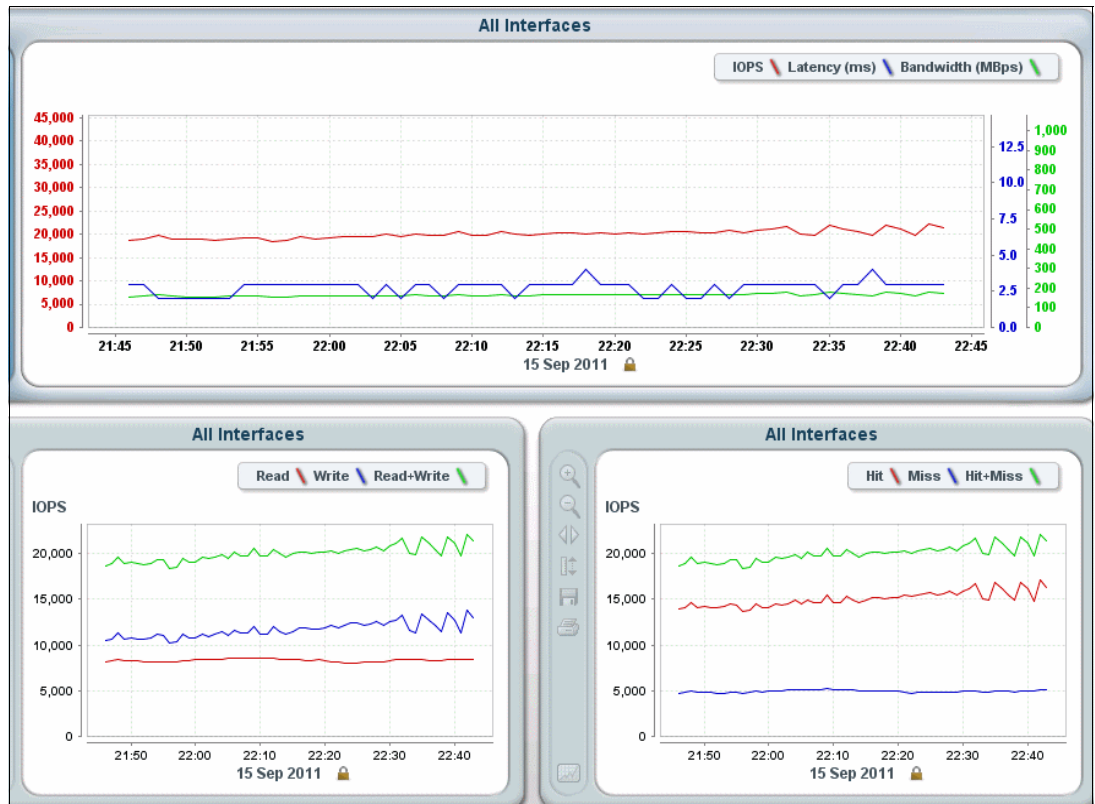 All Interfaces
IOPS Latency (ms) Bandwidth (MBps)
45,000
40,000
35,000
30,000
25,000
20,000
15,000
10,000
5,000
0
12.5
10.0
7.5
5.0
2.5
0.0
1,000
900
800
700
600
500
400
300
200
100
0
21:45 21:50 21:55 22:00 22:05 22:10 22:15 22:20 22:25 22:30 22:35 22:40 22:45
15 Sep 2011
All Interfaces
Read Write Read+Write
IOPS
20,000
15,000
10,000
5,000
0
21:50 22:00 22:10 22:20 22:30 22:40
15 Sep 2011
All Interfaces
Hit Miss Hit+Miss
IOPS
20,000
15,000
10,000
5,000
0
21:50 22:00 22:10 22:20 22:30 22:40
15 Sep 2011